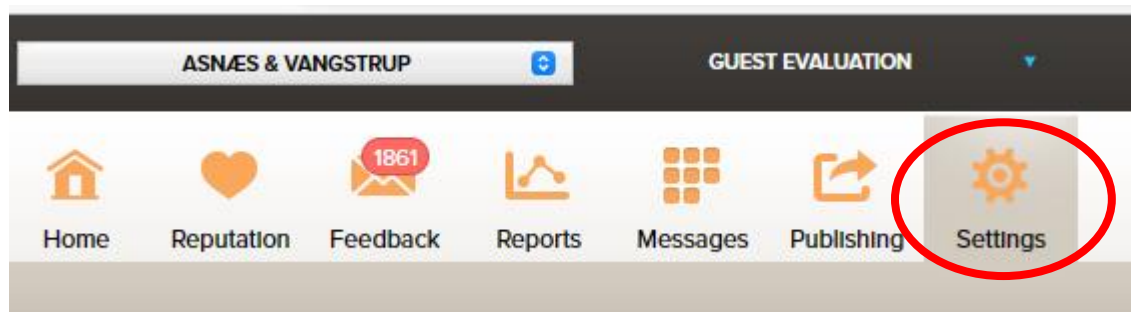 ASNÆS & VANGSTRUP GUEST EVALUATION
1861
Home Reputation Feedback Reports Messages Publishing Settings